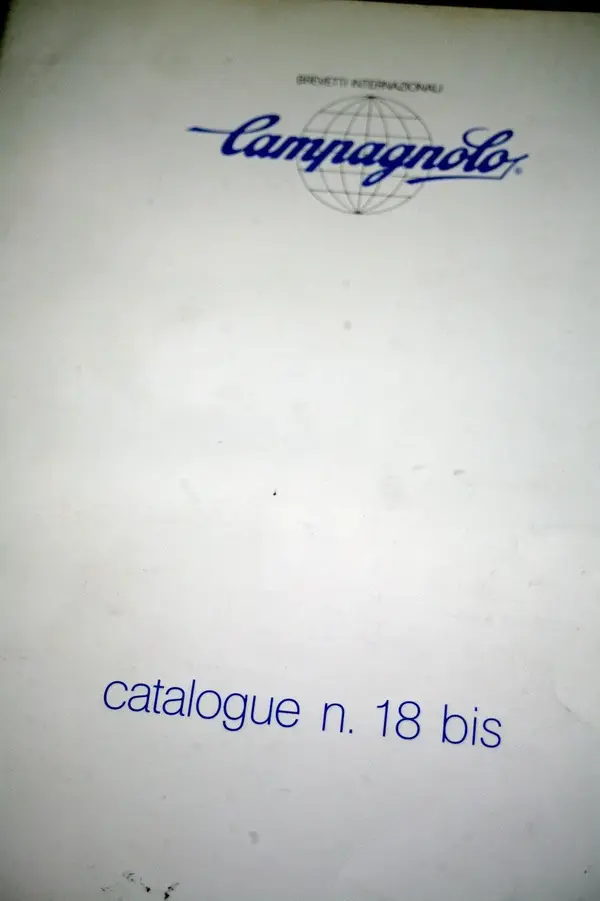 BREVETTI INTERNAZIONALI
Campagnolo®
catalogue n. 18 bis